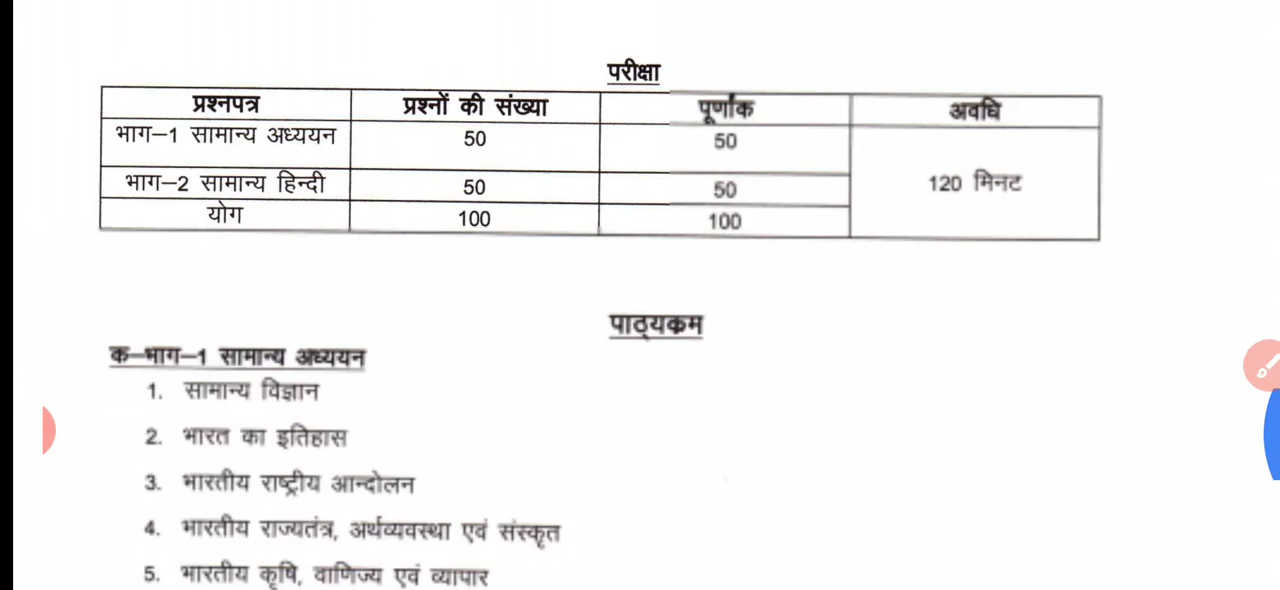 परीक्षा
प्रश्नपत्र प्रश्नों की संख्या पूर्णांक अवधि
भाग–1 सामान्य अध्ययन 50 50
120 मिनट
भाग–2 सामान्य हिन्दी 50 50
योग 100 100
पाठ्यकम
क–भाग–1 सामान्य अध्ययन
1. सामान्य विज्ञान
2. भारत का इतिहास
3. भारतीय राष्ट्रीय आन्दोलन
4. भारतीय राज्यतंत्र, अर्थव्यवस्था एवं संस्कृत
5. भारतीय कृषि, वाणिज्य एवं व्यापार